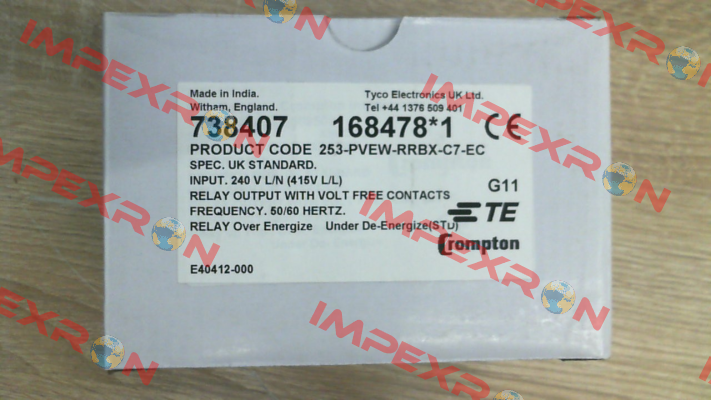 IMPEXRON
IMPEXRON
Made in India. Tyco Electronics UK Ltd.
Witham, England. Tel +44 1376 509 401
738407 168478*1 CE
PRODUCT CODE 253-PVEW-RRBX-C7-EC
SPEC. UK STANDARD.
INPUT. 240 V L/N (415V L/L)
G11
RELAY OUTPUT WITH VOLT FREE CONTACTS
FREQUENCY. 50/60 HERTZ.
TE
RELAY Over Energize Under De-Energize(STD)
Crompton
E40412-000
IMPEXRON
IMPEXRON
IMPEXRON